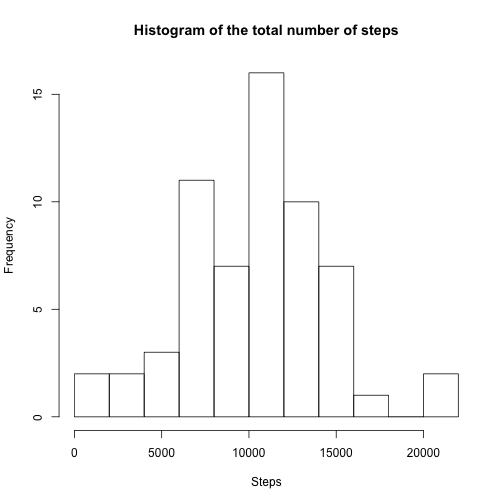 Histogram of the total number of steps
Frequency
15
10
5
0
0 5000 10000 15000 20000
Steps